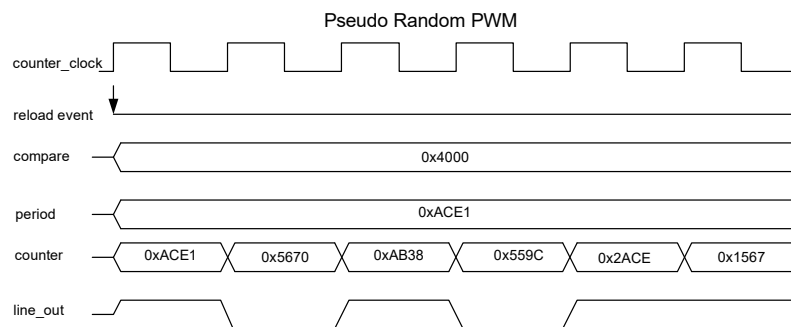 Pseudo Random PWM
counter_clock
reload event
compare
0x4000
period
0xACE1
counter
0xACE1
0x5670
0xAB38
0x559C
0x2ACE
0x1567
line_out